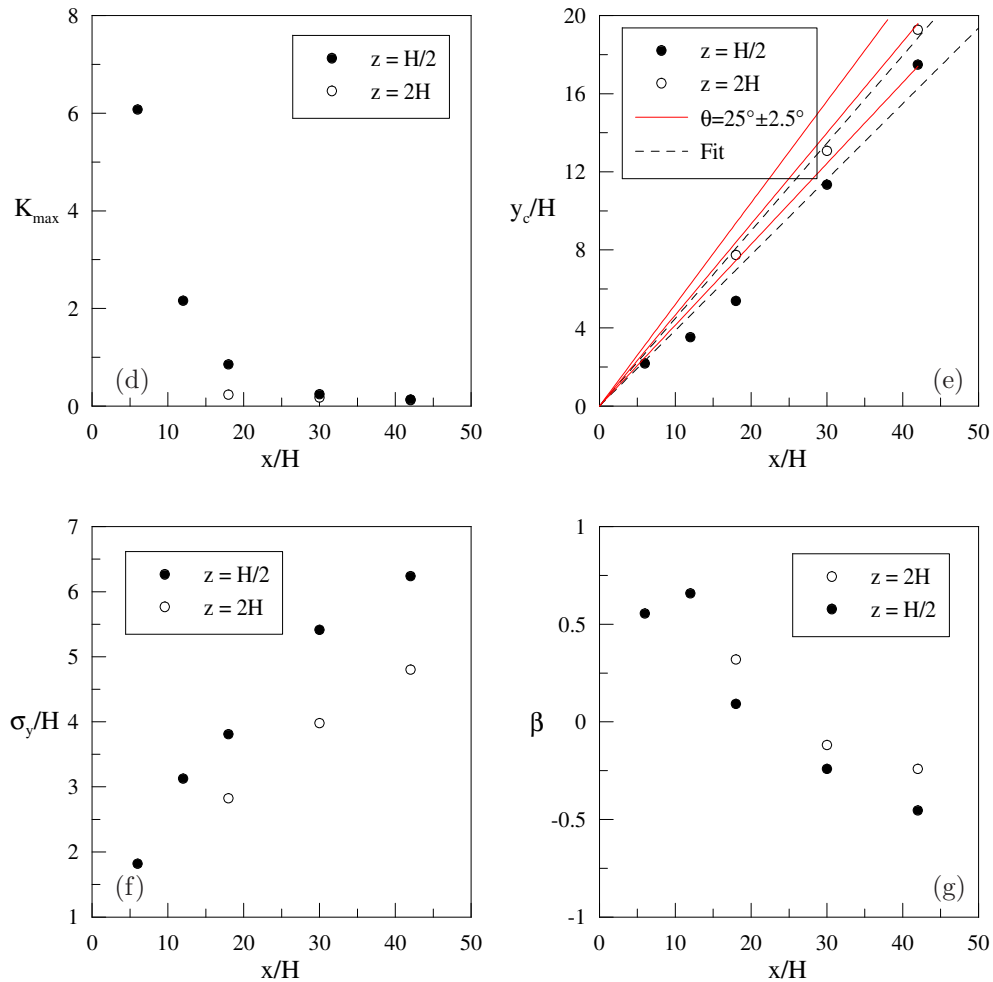 8
6
4
2
0
K_max
z = H/2
z = 2H
(d)
0 10 20 30 40 50
x/H
20
16
12
8
4
0
y_c/H
z = H/2
z = 2H
θ=25°±2.5°
Fit
(e)
0 10 20 30 40 50
x/H
7
6
5
4
3
2
1
σ_y/H
z = H/2
z = 2H
(f)
0 10 20 30 40 50
x/H
1
0.5
0
-0.5
-1
β
z = 2H
z = H/2
(g)
0 10 20 30 40 50
x/H